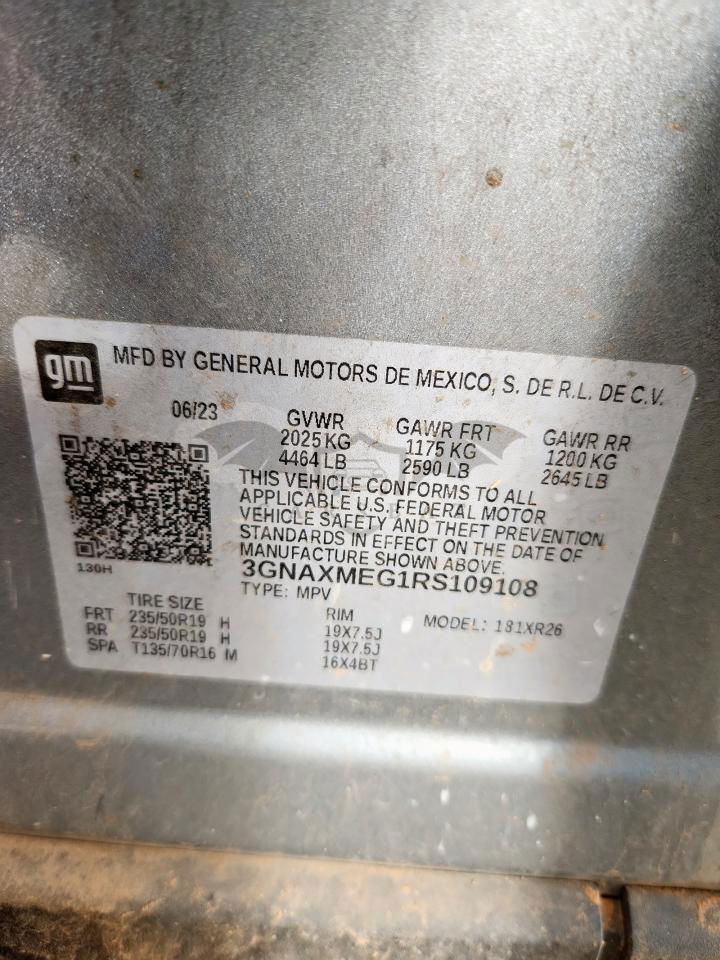 gm
MFD BY GENERAL MOTORS DE MEXICO, S. DE R.L. DE C.V.
06/23 GVWR GAWR FRT GAWR RR
2025 KG 1175 KG 1200 KG
4464 LB 2590 LB 2645 LB
THIS VEHICLE CONFORMS TO ALL
APPLICABLE U.S. FEDERAL MOTOR
VEHICLE SAFETY AND THEFT PREVENTION
STANDARDS IN EFFECT ON THE DATE OF
MANUFACTURE SHOWN ABOVE.
130H
3GNAXMEG1RS109108
TYPE: MPV
TIRE SIZE RIM MODEL: 181XR26
FRT 235/50R19 H 19X7.5J
RR 235/50R19 H 19X7.5J
SPA T135/70R16 M 16X4BT